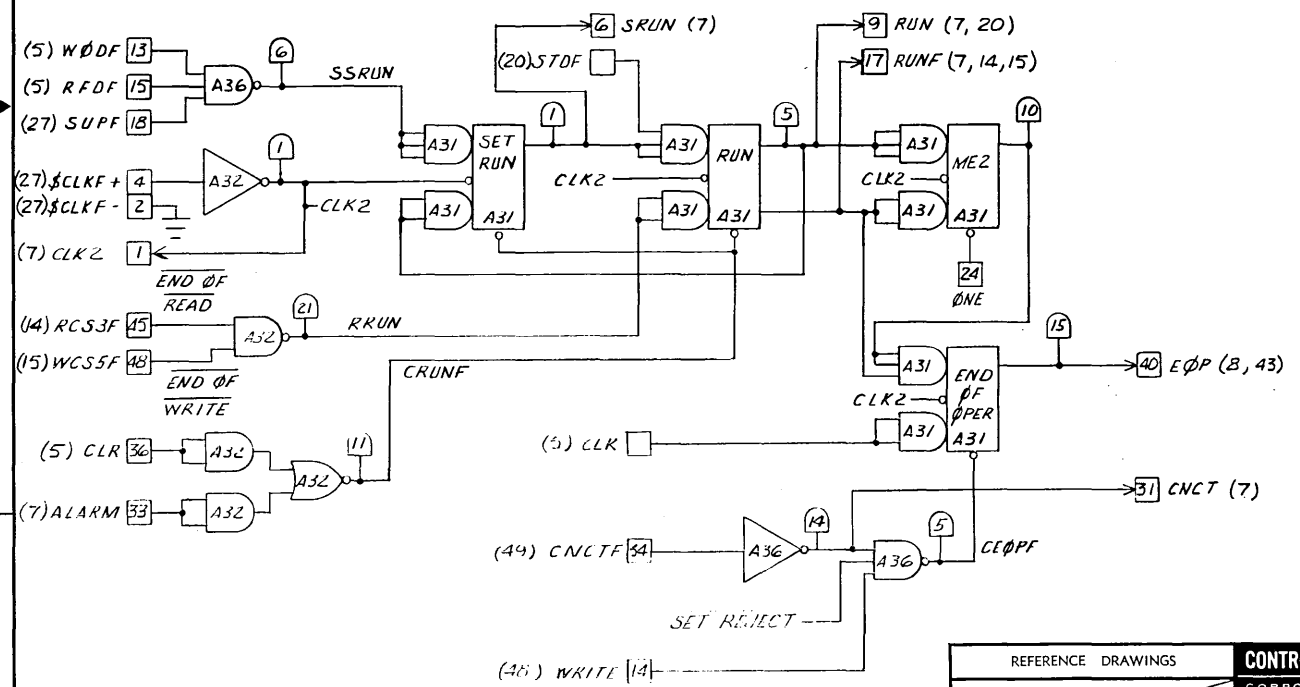 6 SRUN (7)
9 RUN (7, 20)
(5) WØDF 13
6
(20) STDF
17 RUNF (7, 14, 15)
SSRUN
(5) RFDF 15
A36
(27) SUPF 18
1
5
10
A31 SET RUN
A31 RUN
A31 ME2
1
(27) $CLKF + 4
A32
CLK2
CLK2
(27) $CLKF - 2
CLK2
A31 A31
A31 A31
A31 A31
(7) CLK2 1
24
ØNE
END ØF
READ
21
15
(14) RCS3F 45
A32
RRUN
(15) WCS5F 48
CRUNF
A31 END ØF ØPER
40 EØP (8, 43)
END ØF
WRITE
CLK2
A31 A31
(5) CLR 36
A32
11
(5) CLK
A32
31 CNCT (7)
(7) ALARM 33
A32
14
5
(49) CNCTF 34
A36
A36
CEØPF
SET REJECT
(48) WRITE 14
REFERENCE DRAWINGS
CONTR